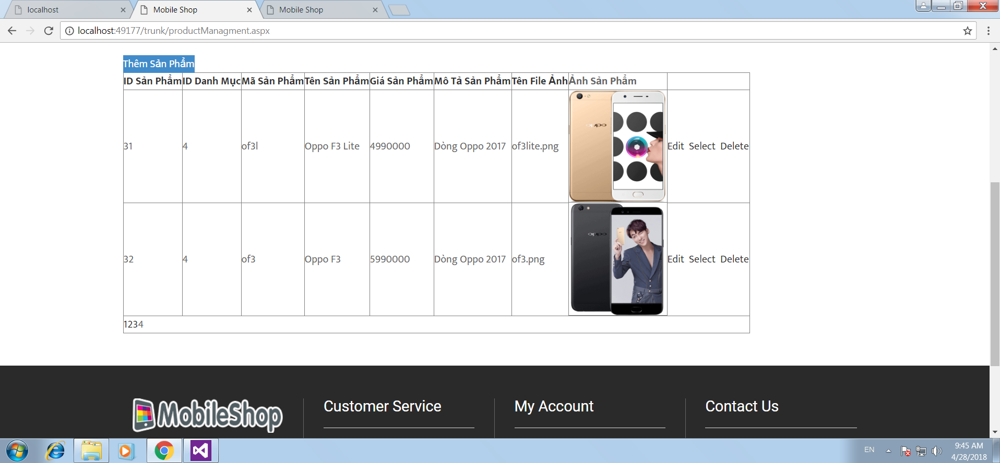 localhost
Mobile Shop
Mobile Shop
localhost:49177/trunk/productManagment.aspx
Thêm Sản Phẩm
ID Sản Phẩm ID Danh Mục Mã Sản Phẩm Tên Sản Phẩm Giá Sản Phẩm Mô Tả Sản Phẩm Tên File Ảnh Ảnh Sản Phẩm
31 4 of3l Oppo F3 Lite 4990000 Dòng Oppo 2017 of3lite.png Edit Select Delete
oppo
32 4 of3 Oppo F3 5990000 Dòng Oppo 2017 of3.png Edit Select Delete
oppo
1234
MobileShop
Customer Service
My Account
Contact Us
EN
9:45 AM
4/28/2018